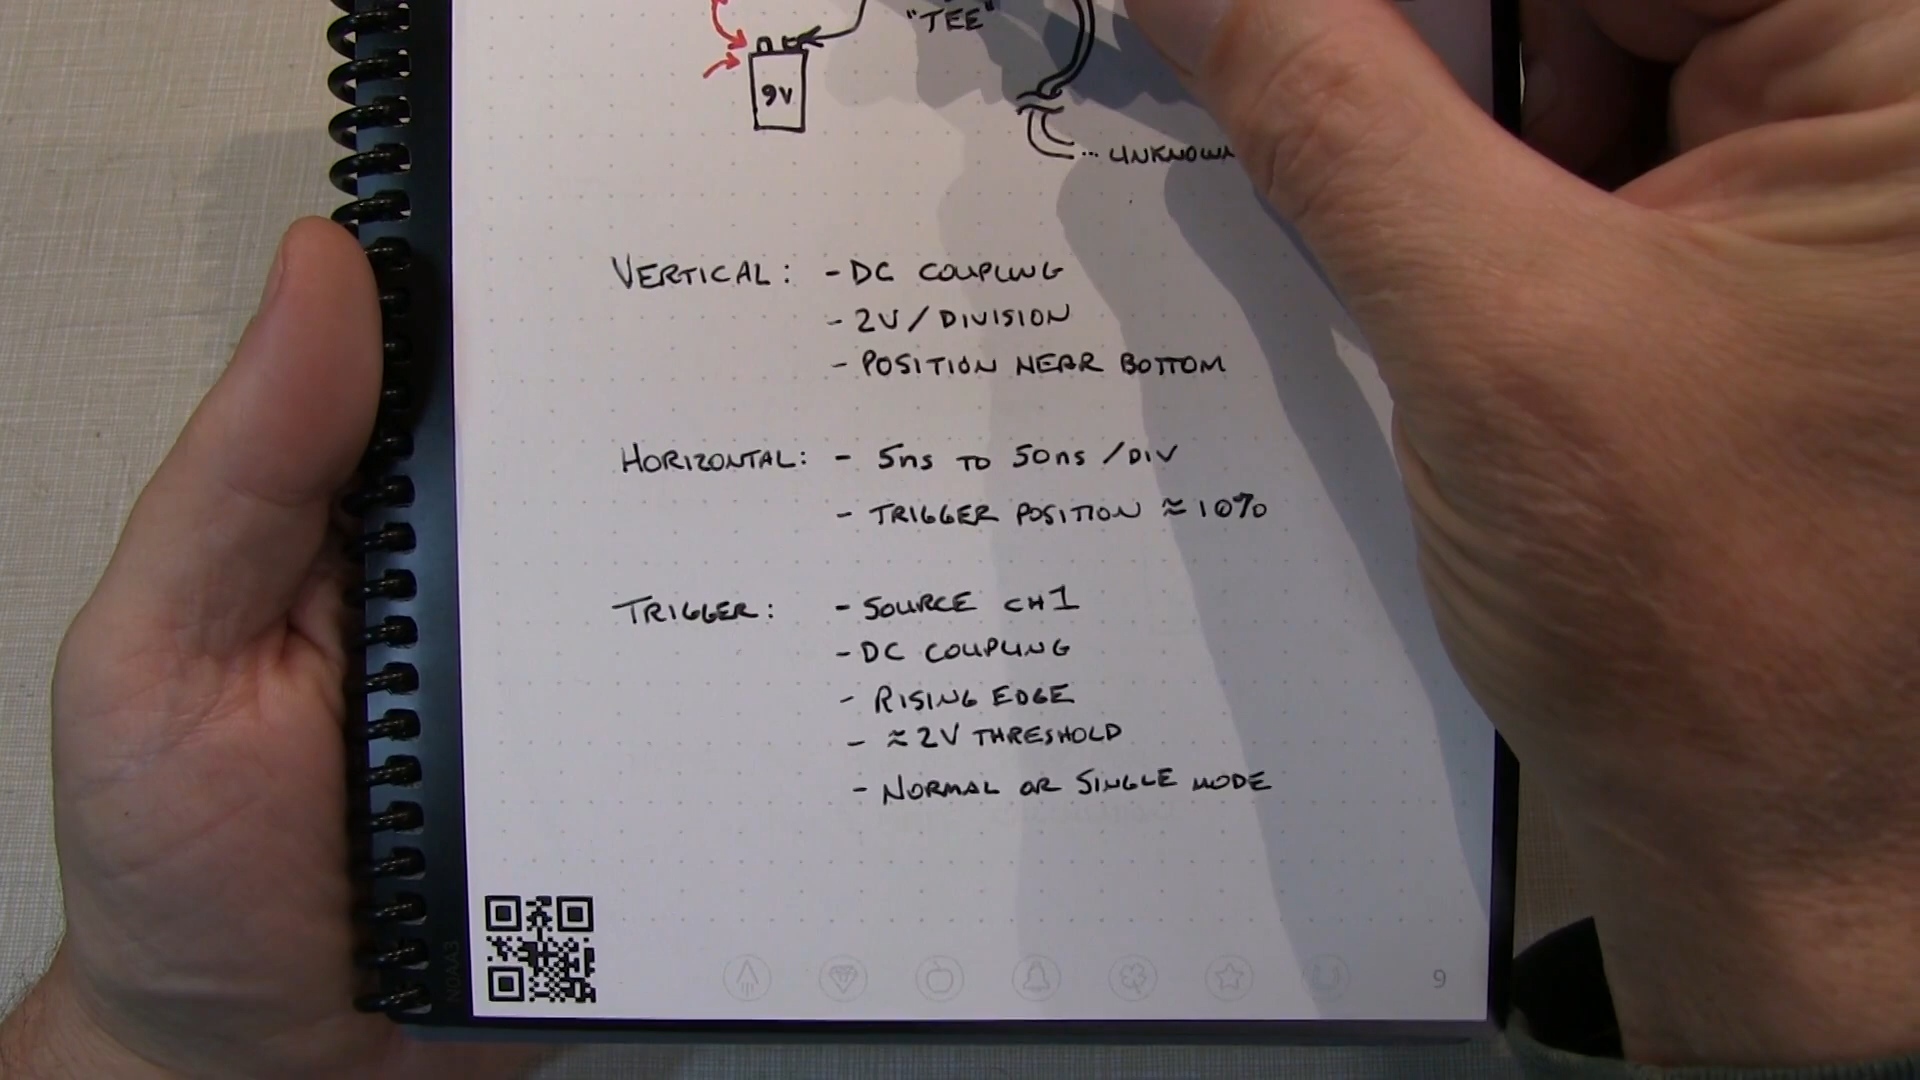 "TEE"
9V
... UNKNOWN
VERTICAL: - DC COUPLING
- 2V/DIVISION
- POSITION NEAR BOTTOM
HORIZONTAL: - 5ns TO 50ns /DIV
- TRIGGER POSITION ≈ 10%
TRIGGER: - SOURCE CH1
- DC COUPLING
- RISING EDGE
- ≈ 2V THRESHOLD
- NORMAL OR SINGLE MODE
NOAA3
9